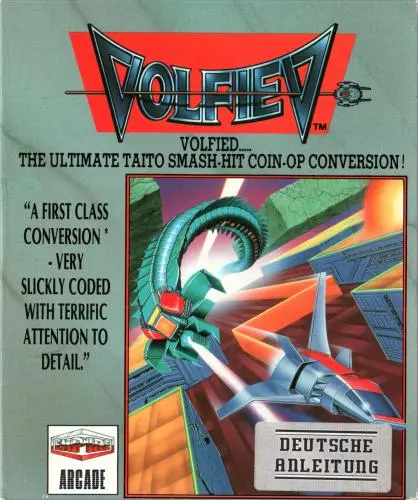 VOLFIED
TM
VOLFIED.....
THE ULTIMATE TAITO SMASH-HIT COIN-OP CONVERSION!
“A FIRST CLASS
CONVERSION *
- VERY
SLICKLY CODED
WITH TERRIFIC
ATTENTION TO
DETAIL.”
EMPIRE
ARCADE
DEUTSCHE
ANLEITUNG